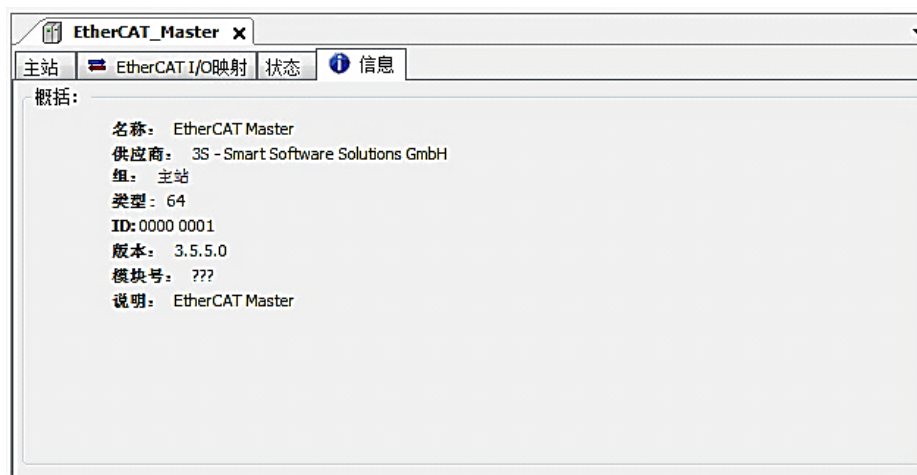 EtherCAT_Master x
主站 EtherCAT I/O映射 状态 信息
概括:
名称: EtherCAT Master
供应商: 3S - Smart Software Solutions GmbH
组: 主站
类型: 64
ID: 0000 0001
版本: 3.5.5.0
模块号: ???
说明: EtherCAT Master